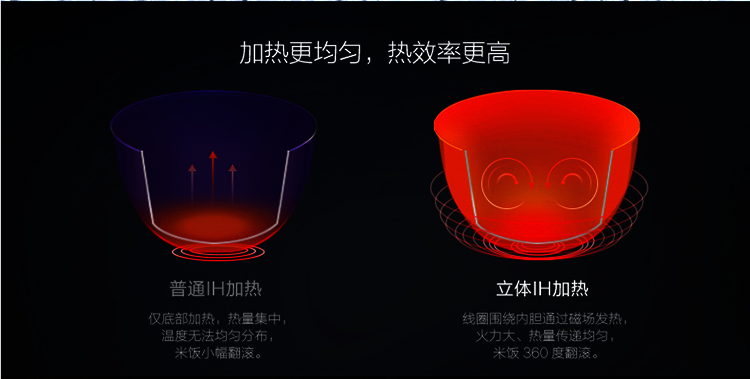 加热更均匀，热效率更高
普通IH加热
仅底部加热，热量集中，
温度无法均匀分布，
米饭小幅翻滚。
立体IH加热
线圈围绕内胆通过磁场发热，
火力大、热量传递均匀，
米饭 360 度翻滚。